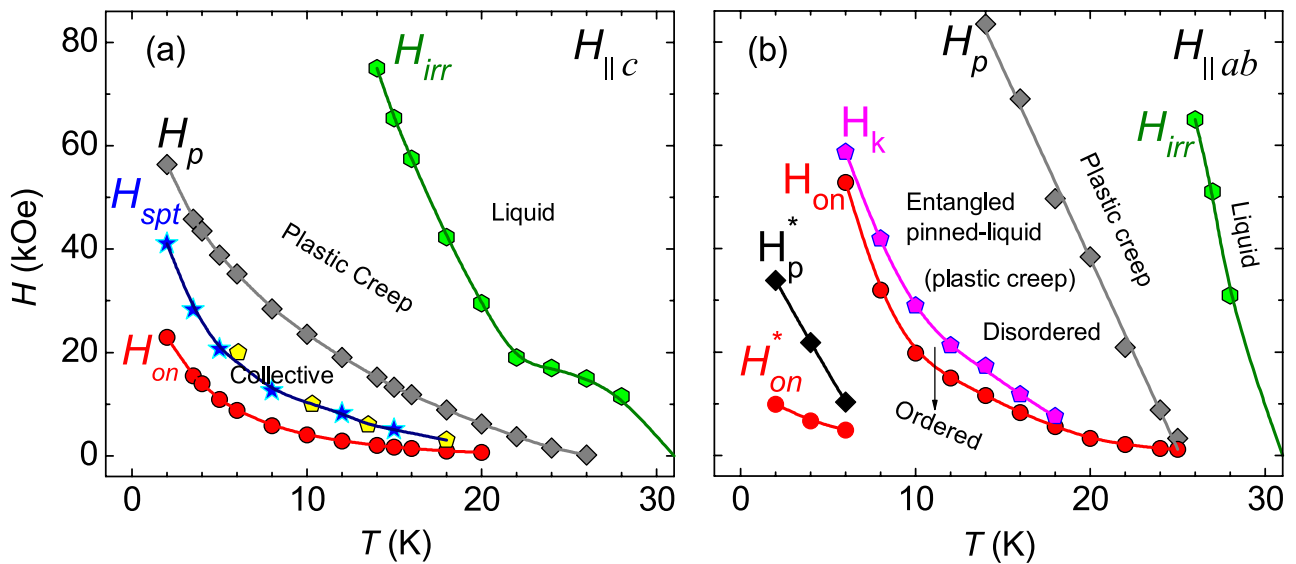 (a)
H∥c
Hirr
Hp
Hspt
Hon
Liquid
Plastic Creep
Collective
80
60
40
20
0
H (kOe)
0 10 20 30
T (K)
(b)
H∥ab
Hp
Hirr
Hk
Hon
H*p
H*on
Entangled
pinned-liquid
(plastic creep)
Disordered
Ordered
Plastic creep
Liquid
0 10 20 30
T (K)